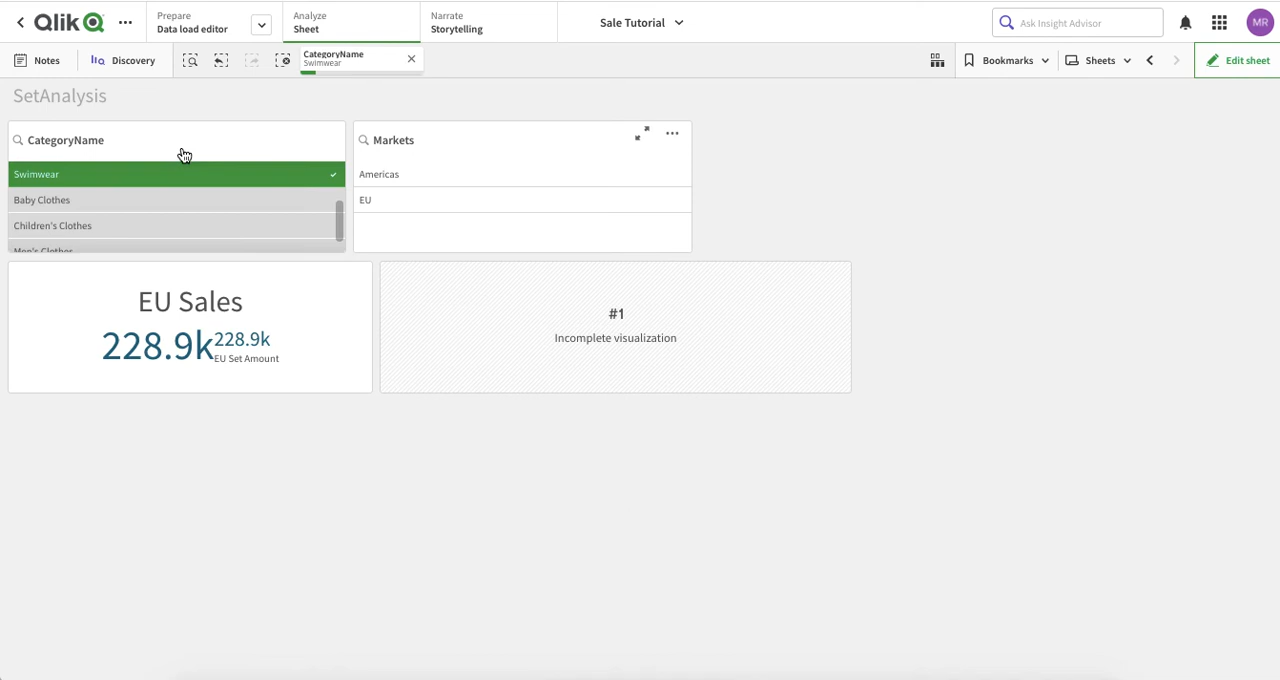 Qlik
Prepare
Data load editor
Analyze
Sheet
Narrate
Storytelling
Sale Tutorial
Ask Insight Advisor
MR
Notes
Discovery
CategoryName
Swimwear
Bookmarks
Sheets
Edit sheet
SetAnalysis
CategoryName
Swimwear
Baby Clothes
Children's Clothes
Men's Clothes
Markets
Americas
EU
EU Sales
228.9k
228.9k
EU Set Amount
#1
Incomplete visualization